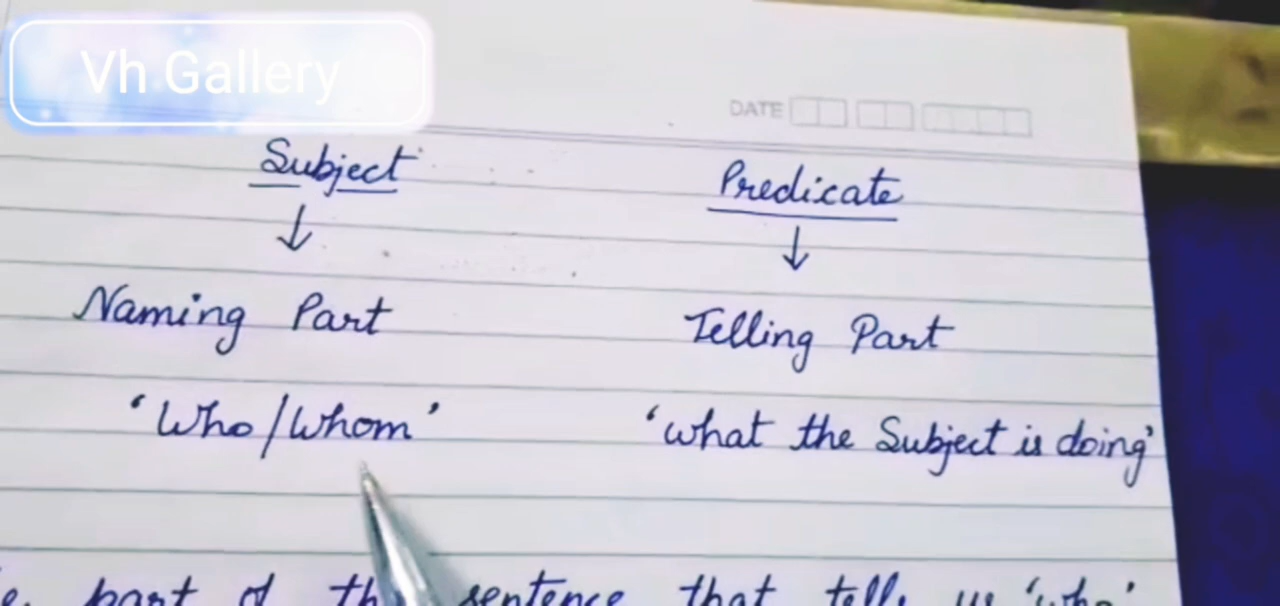 Vh Gallery
DATE
Subject Predicate
↓ ↓
Naming Part Telling Part
'Who/Whom' 'what the Subject is doing'
part of the sentence that tells us 'who'